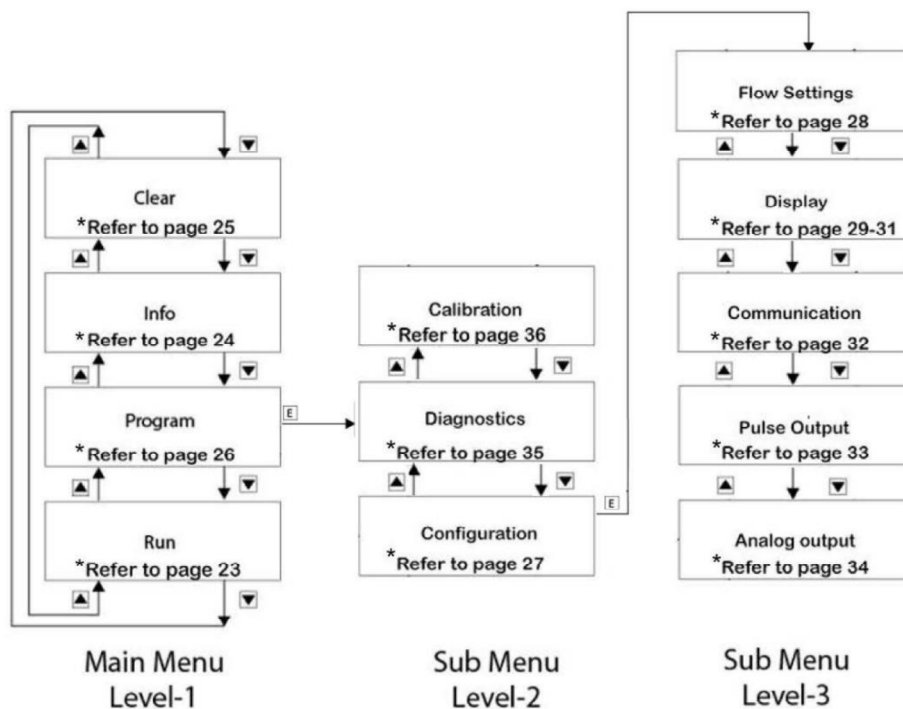 Clear
*Refer to page 25
Info
*Refer to page 24
Program
*Refer to page 26
E
Run
*Refer to page 23
Main Menu
Level-1
Calibration
*Refer to page 36
Diagnostics
*Refer to page 35
Configuration
*Refer to page 27
E
Sub Menu
Level-2
Flow Settings
*Refer to page 28
Display
*Refer to page 29-31
Communication
*Refer to page 32
Pulse Output
*Refer to page 33
Analog output
*Refer to page 34
Sub Menu
Level-3